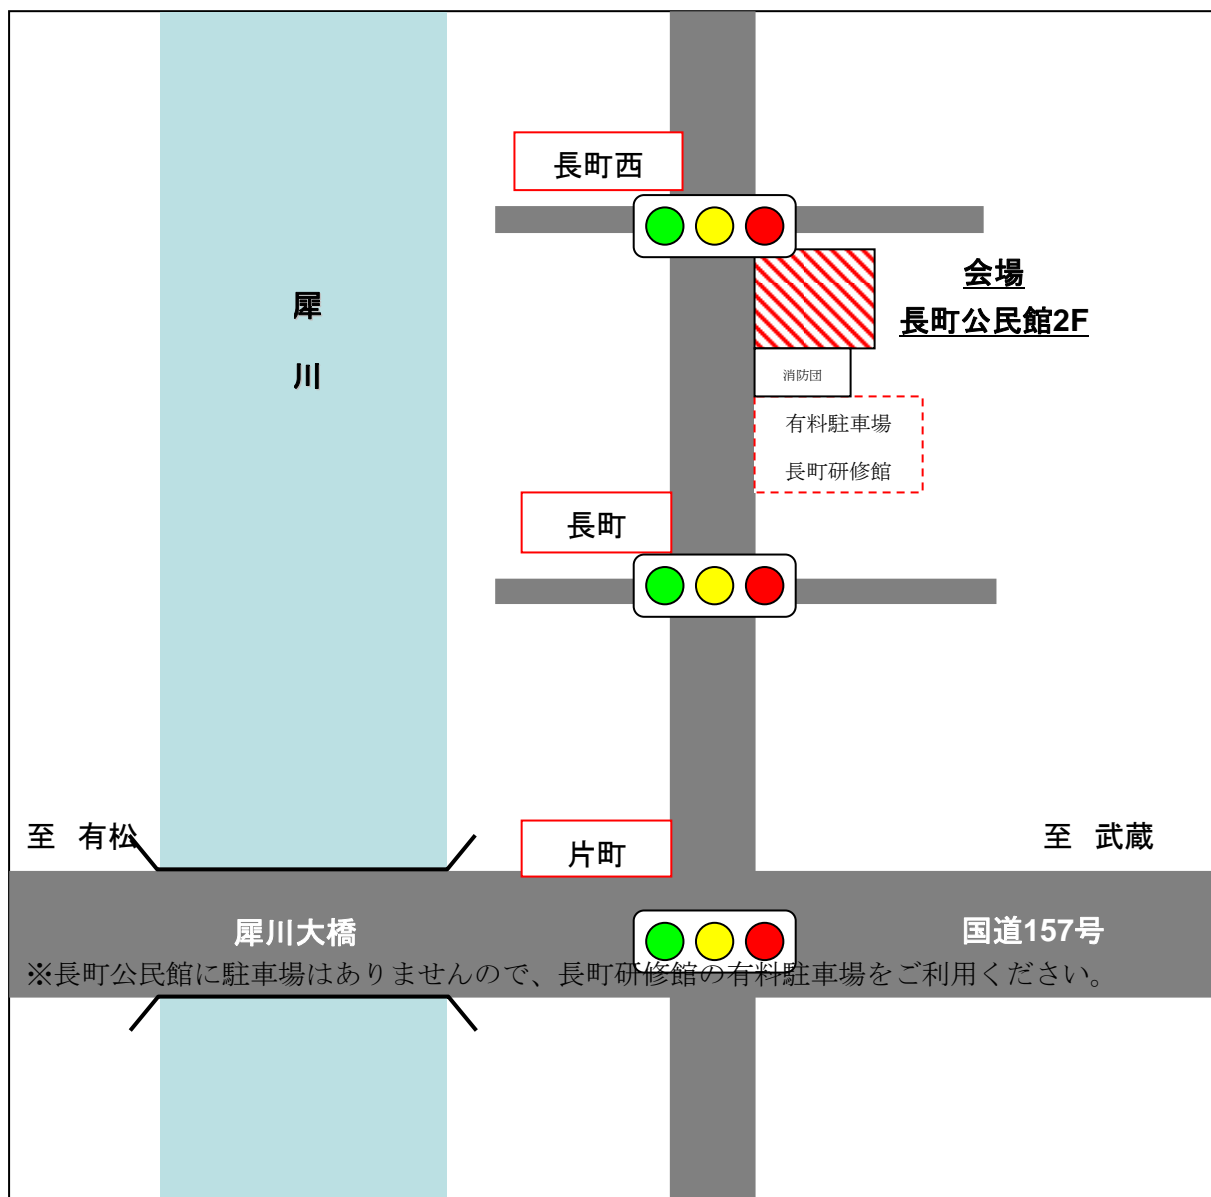 長町西
会場
長町公民館2F
犀
川
消防団
有料駐車場
長町研修館
長町
至 有松
片町
至 武蔵
犀川大橋
国道157号
※長町公民館に駐車場はありませんので、長町研修館の有料駐車場をご利用ください。